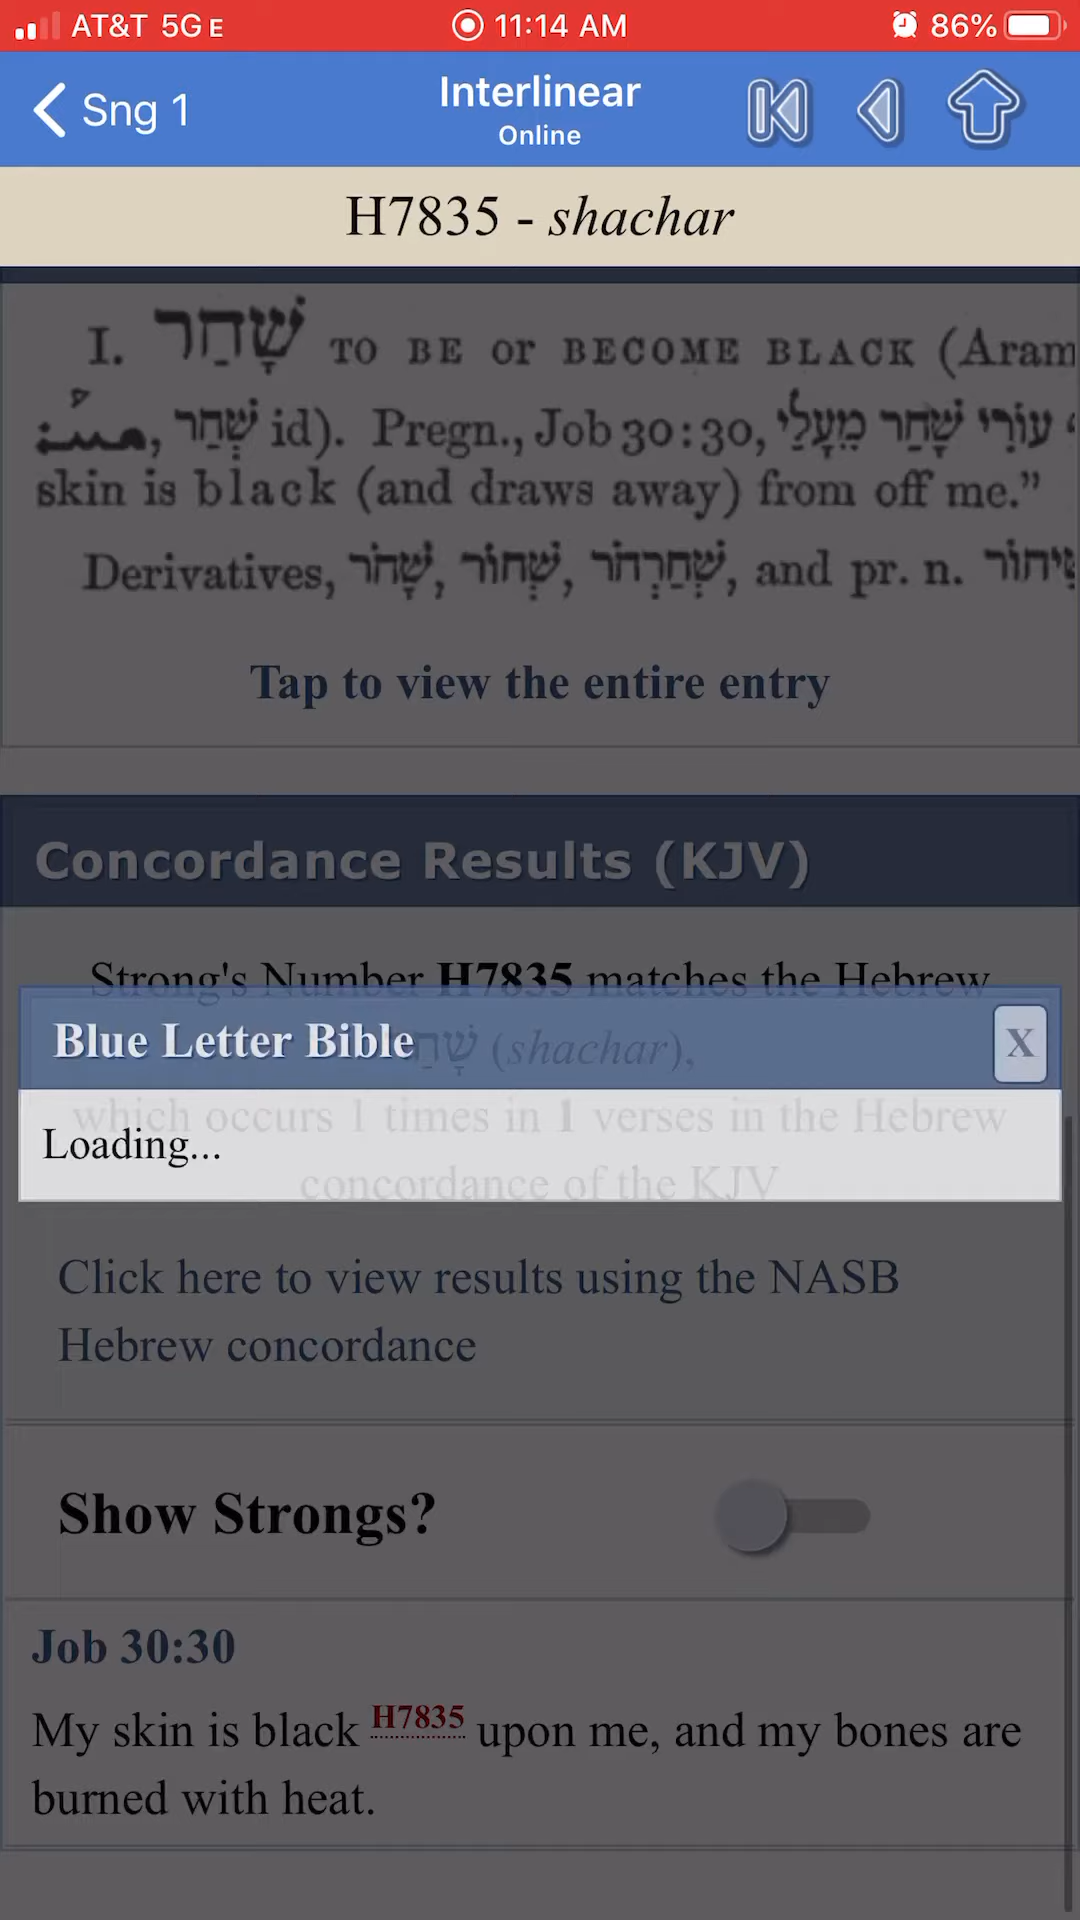 AT&T 5G E 11:14 AM 86%
Sng 1 Interlinear
Online
H7835 - shachar
I. שָׁחַר TO BE or BECOME BLACK (Aram
שְׁחַר id). Pregn., Job 30:30, עוֹרִי שָׁחַר מֵעָלַי
skin is black (and draws away) from off me.”
Derivatives, שָׁחֹר, שְׁחוֹר, שְׁחַרְחֹר, and pr. n.
Tap to view the entire entry
Concordance Results (KJV)
Strong's Number H7835 matches the Hebrew
(shachar),
Blue Letter Bible X
which occurs 1 times in 1 verses in the Hebrew
Loading...
concordance of the KJV
Click here to view results using the NASB
Hebrew concordance
Show Strongs?
Job 30:30
My skin is black H7835 upon me, and my bones are
burned with heat.